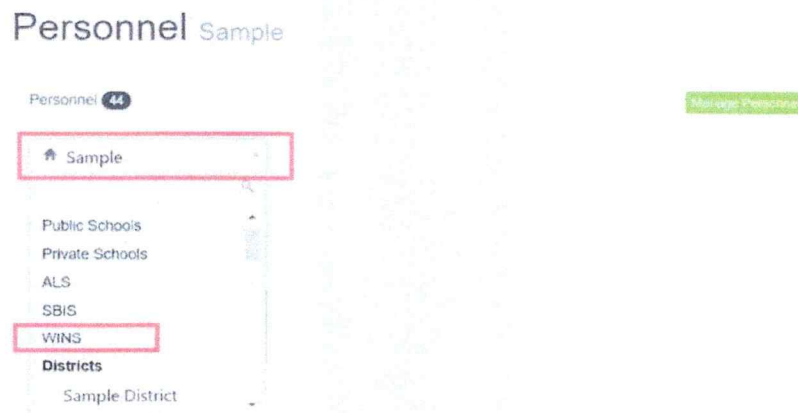 Personnel Sample
Personnel 44
Manage Personnel
Sample
Public Schools
Private Schools
ALS
SBIS
WINS
Districts
Sample District